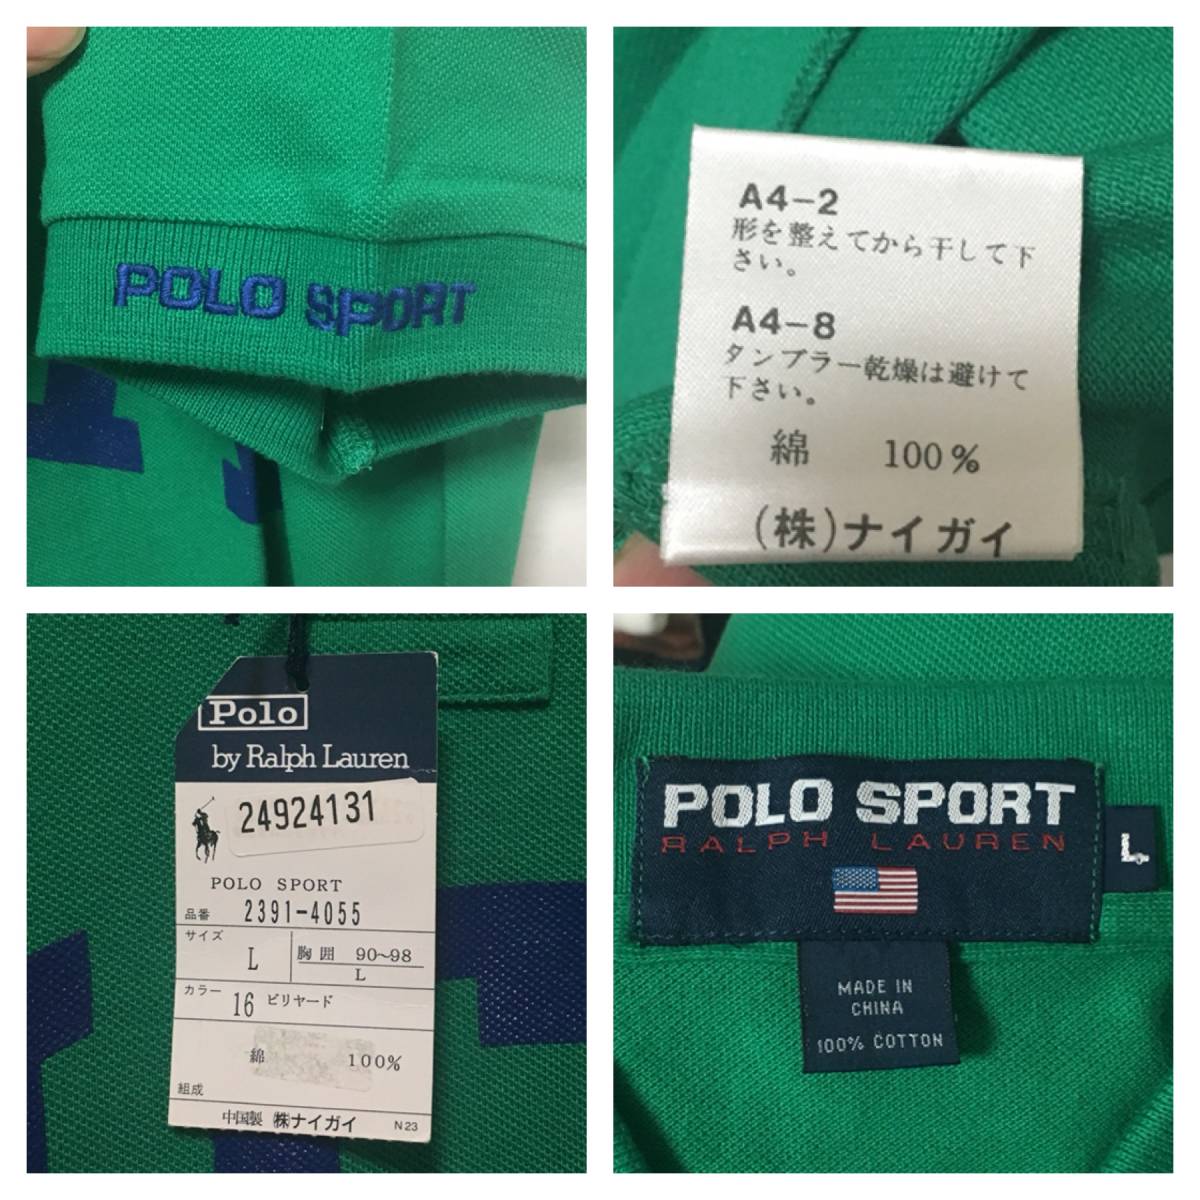 POLO SPORT
A4-2
形を整えてから干して下
さい。
A4-8
タンブラー乾燥は避けて
下さい。
綿 100%
(株)ナイガイ
Polo
by Ralph Lauren
24924131
POLO SPORT
品番 2391-4055
サイズ L 胸囲 90~98
L
カラー 16 ビリヤード
綿 100%
組成
中国製 ㈱ナイガイ N23
POLO SPORT
RALPH LAUREN
L
MADE IN
CHINA
100% COTTON